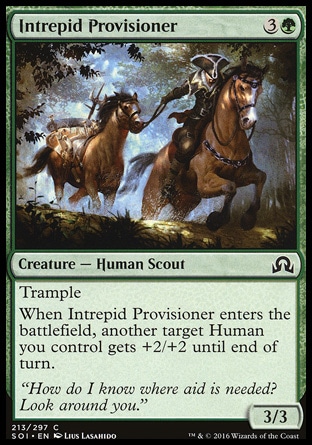 Intrepid Provisioner 3
Creature — Human Scout
Trample
When Intrepid Provisioner enters the
battlefield, another target Human
you control gets +2/+2 until end of
turn.
“How do I know where aid is needed?
Look around you.”
3/3
213/297 C
SOI • EN Lius Lasahido
™ & © 2016 Wizards of the Coast